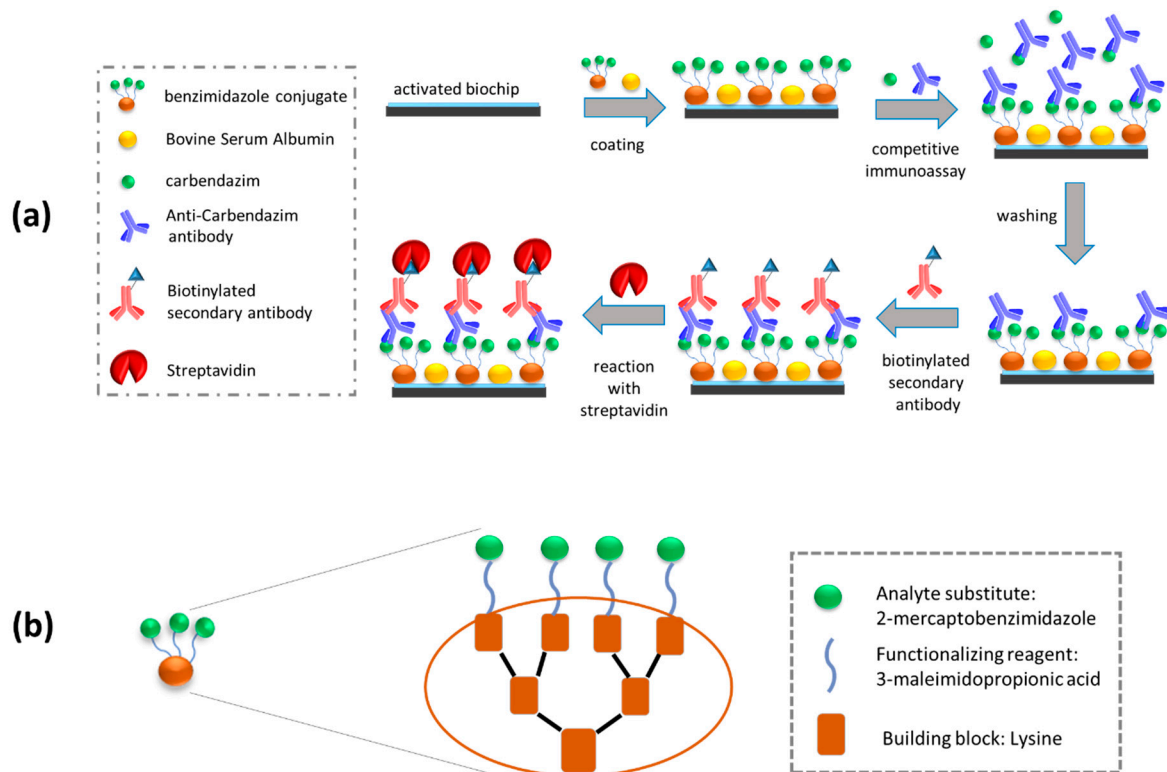 (a)
benzimidazole conjugate
Bovine Serum Albumin
carbendazim
Anti-Carbendazim
antibody
Biotinylated
secondary antibody
Streptavidin
activated biochip
coating
competitive
immunoassay
washing
biotinylated
secondary
antibody
reaction
with
streptavidin
(b)
Analyte substitute:
2-mercaptobenzimidazole
Functionalizing reagent:
3-maleimidopropionic acid
Building block: Lysine